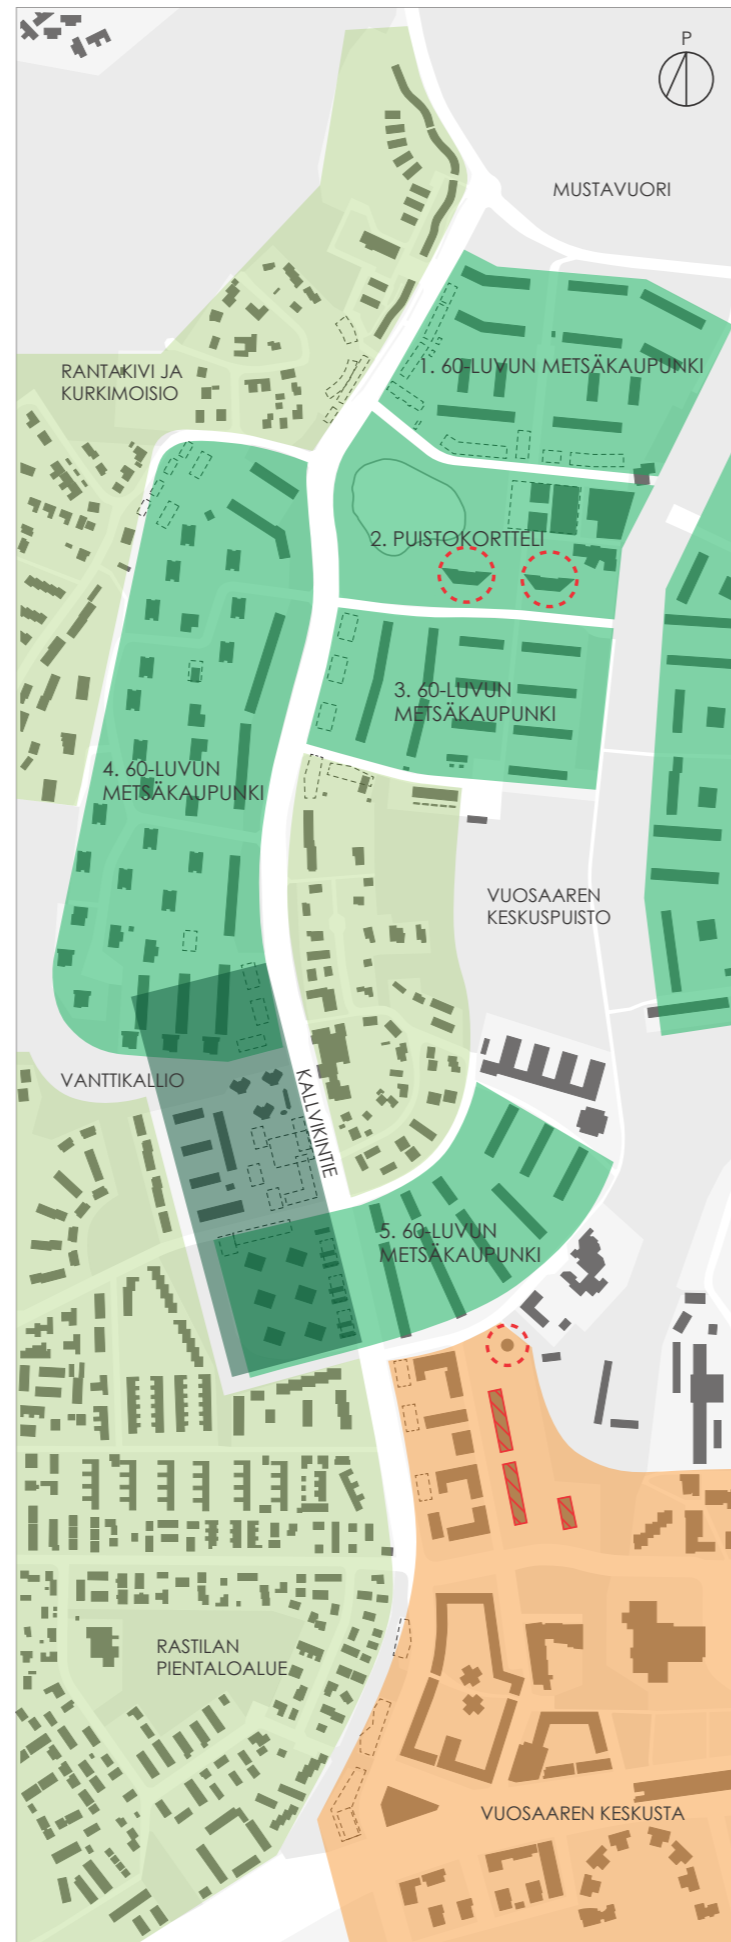 P
MUSTAVUORI
RANTAKIVI JA
KURKIMOISIO
1. 60-LUVUN METSÄKAUPUNKI
2. PUISTOKORTTELI
3. 60-LUVUN
METSÄKAUPUNKI
4. 60-LUVUN
METSÄKAUPUNKI
VUOSAAREN
KESKUSPUISTO
VANTTIKALLIO
KALLVIKINTIE
5. 60-LUVUN
METSÄKAUPUNKI
RASTILAN
PIENTALOALUE
VUOSAAREN KESKUSTA